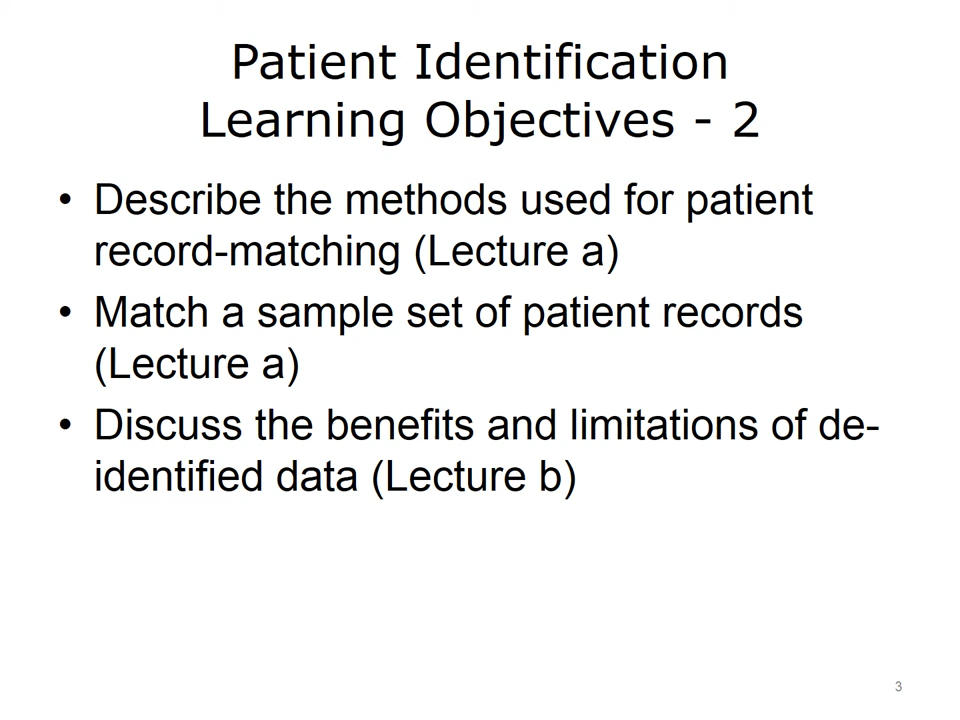 Patient Identification
Learning Objectives - 2
• Describe the methods used for patient
record-matching (Lecture a)
• Match a sample set of patient records
(Lecture a)
• Discuss the benefits and limitations of de-
identified data (Lecture b)
3